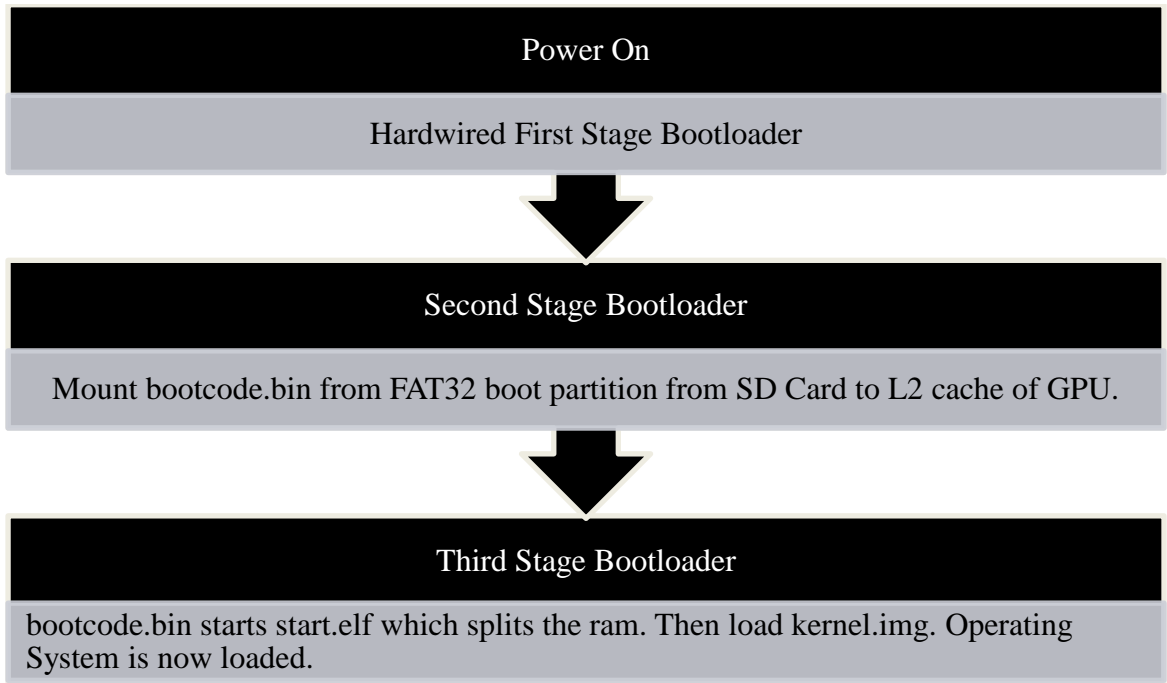 Power On
Hardwired First Stage Bootloader
Second Stage Bootloader
Mount bootcode.bin from FAT32 boot partition from SD Card to L2 cache of GPU.
Third Stage Bootloader
bootcode.bin starts start.elf which splits the ram. Then load kernel.img. Operating
System is now loaded.